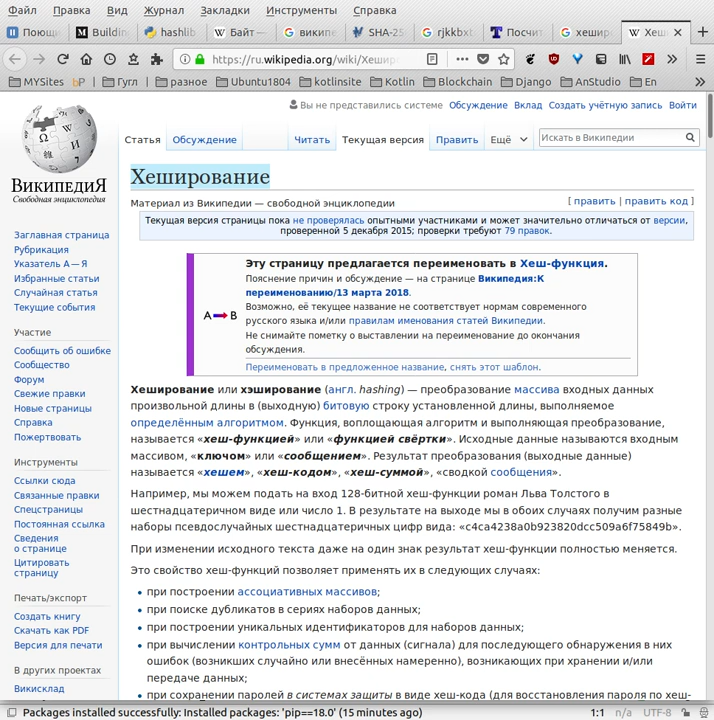 Файл Правка Вид Журнал Закладки Инструменты Справка
Поющи Building hashlib Байт — википе SHA-25 rjkkbxt Посчит хеширо Хеши
https://ru.wikipedia.org/wiki/Хешир
MYSites bP Гугл разное Ubuntu1804 kotlinsite Kotlin Blockchain Django AnStudio En
Вы не представились системе Обсуждение Вклад Создать учётную запись Войти
Статья Обсуждение Читать Текущая версия Править Ещё Искать в Википедии
ВикипедиЯ
Свободная энциклопедия
Заглавная страница
Рубрикация
Указатель А — Я
Избранные статьи
Случайная статья
Текущие события
Участие
Сообщить об ошибке
Сообщество
Форум
Свежие правки
Новые страницы
Справка
Пожертвовать
Инструменты
Ссылки сюда
Связанные правки
Спецстраницы
Постоянная ссылка
Сведения
о странице
Цитировать
страницу
Печать/экспорт
Создать книгу
Скачать как PDF
Версия для печати
В других проектах
Викисклад
Хеширование
Материал из Википедии — свободной энциклопедии
[ править | править код ]
Текущая версия страницы пока не проверялась опытными участниками и может значительно отличаться от версии,
проверенной 5 декабря 2015; проверки требуют 79 правок.
A B
Эту страницу предлагается переименовать в Хеш-функция.
Пояснение причин и обсуждение — на странице Википедия:К
переименованию/13 марта 2018.
Возможно, её текущее название не соответствует нормам современного
русского языка и/или правилам именования статей Википедии.
Не снимайте пометку о выставлении на переименование до окончания
обсуждения.
Переименовать в предложенное название, снять этот шаблон.
Хеширование или хэширование (англ. hashing) — преобразование массива входных данных
произвольной длины в (выходную) битовую строку установленной длины, выполняемое
определённым алгоритмом. Функция, воплощающая алгоритм и выполняющая преобразование,
называется «хеш-функцией» или «функцией свёртки». Исходные данные называются входным
массивом, «ключом» или «сообщением». Результат преобразования (выходные данные)
называется «хешем», «хеш-кодом», «хеш-суммой», «сводкой сообщения».
Например, мы можем подать на вход 128-битной хеш-функции роман Льва Толстого в
шестнадцатеричном виде или число 1. В результате на выходе мы в обоих случаях получим разные
наборы псевдослучайных шестнадцатеричных цифр вида: «c4ca4238a0b923820dcc509a6f75849b».
При изменении исходного текста даже на один знак результат хеш-функции полностью меняется.
Это свойство хеш-функций позволяет применять их в следующих случаях:
• при построении ассоциативных массивов;
• при поиске дубликатов в сериях наборов данных;
• при построении уникальных идентификаторов для наборов данных;
• при вычислении контрольных сумм от данных (сигнала) для последующего обнаружения в них
ошибок (возникших случайно или внесённых намеренно), возникающих при хранении и/или
передаче данных;
• при сохранении паролей в системах защиты в виде хеш-кода (для восстановления пароля по хеш-
Packages installed successfully: Installed packages: 'pip==18.0' (15 minutes ago) 1:1 n/a UTF-8